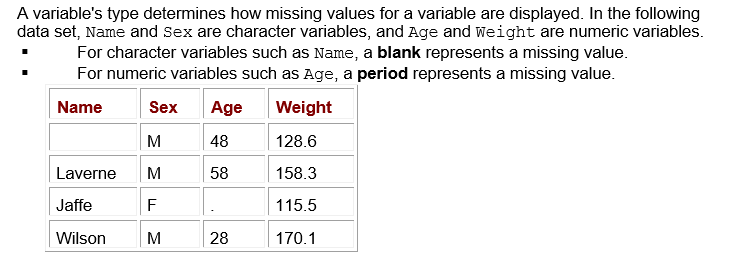 A variable's type determines how missing values for a variable are displayed. In the following
data set, Name and Sex are character variables, and Age and Weight are numeric variables.
▪ For character variables such as Name, a blank represents a missing value.
▪ For numeric variables such as Age, a period represents a missing value.
Name Sex Age Weight
M 48 128.6
Laverne M 58 158.3
Jaffe F . 115.5
Wilson M 28 170.1